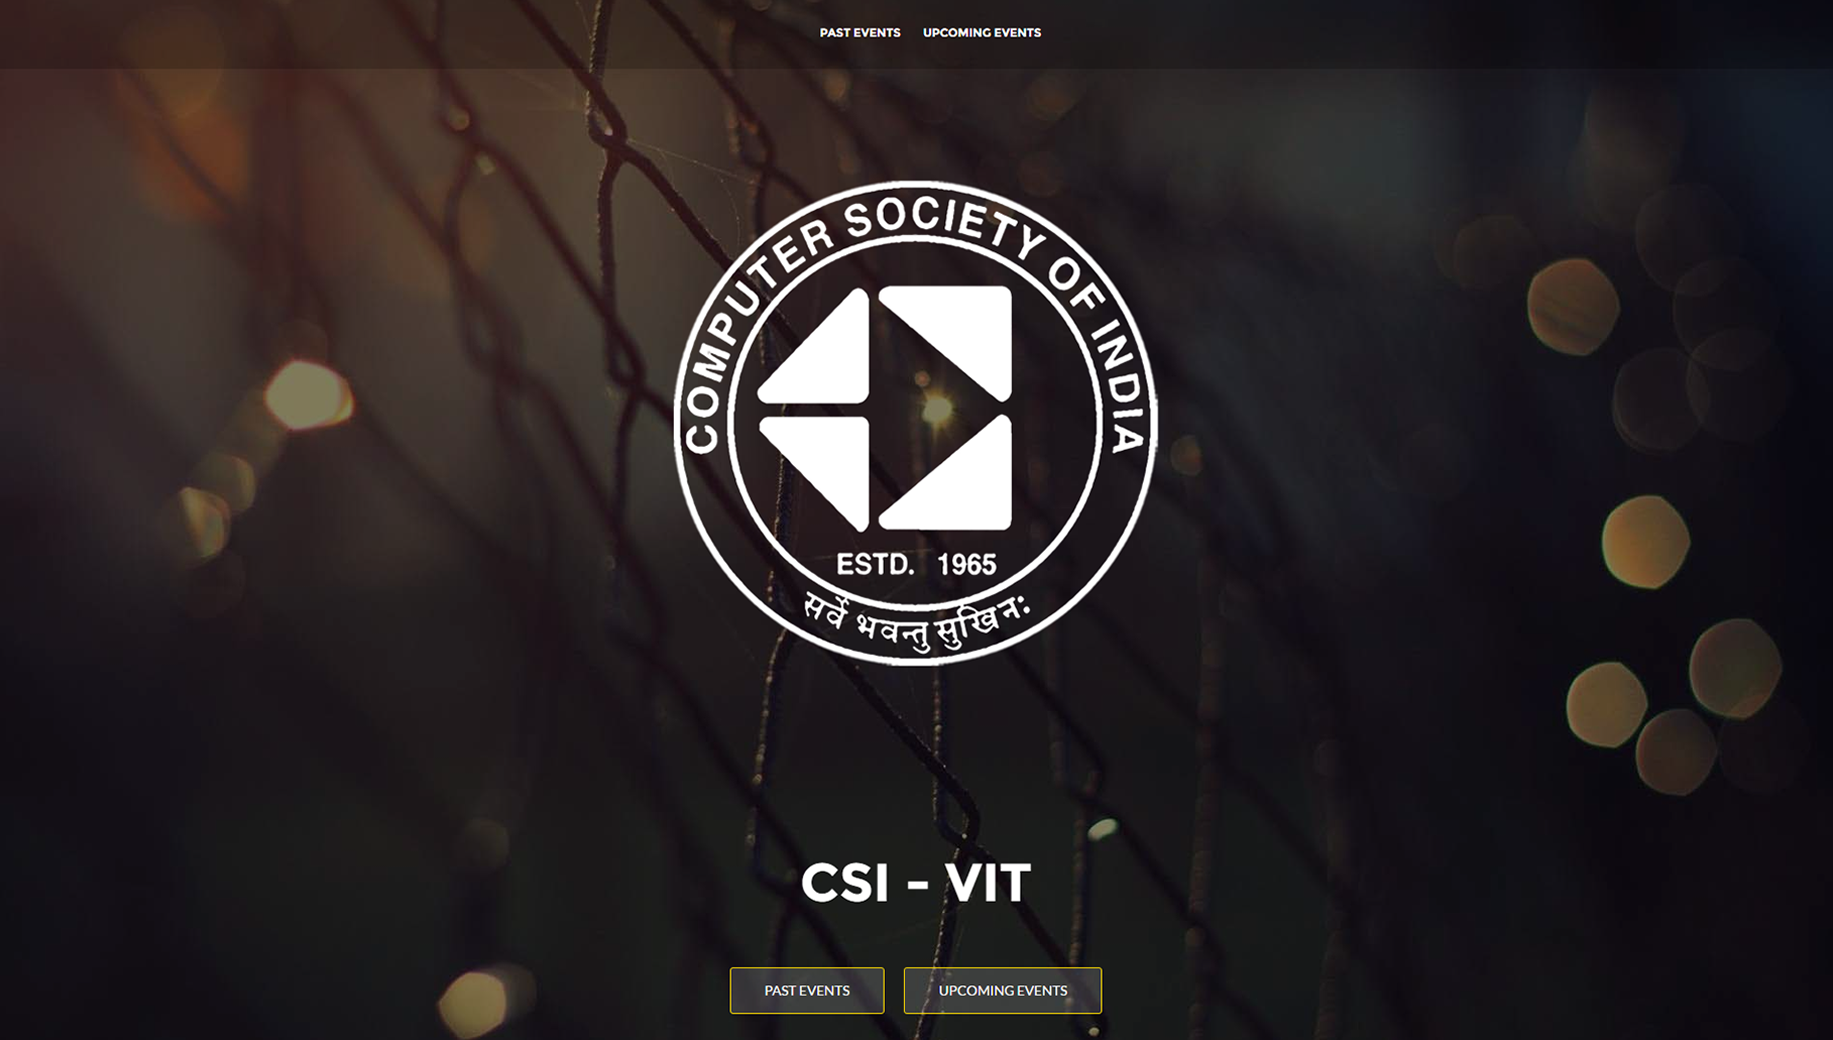 PAST EVENTS
UPCOMING EVENTS
COMPUTER SOCIETY OF INDIA
ESTD. 1965
सर्वे भवन्तु सुखिनः
CSI - VIT
PAST EVENTS
UPCOMING EVENTS